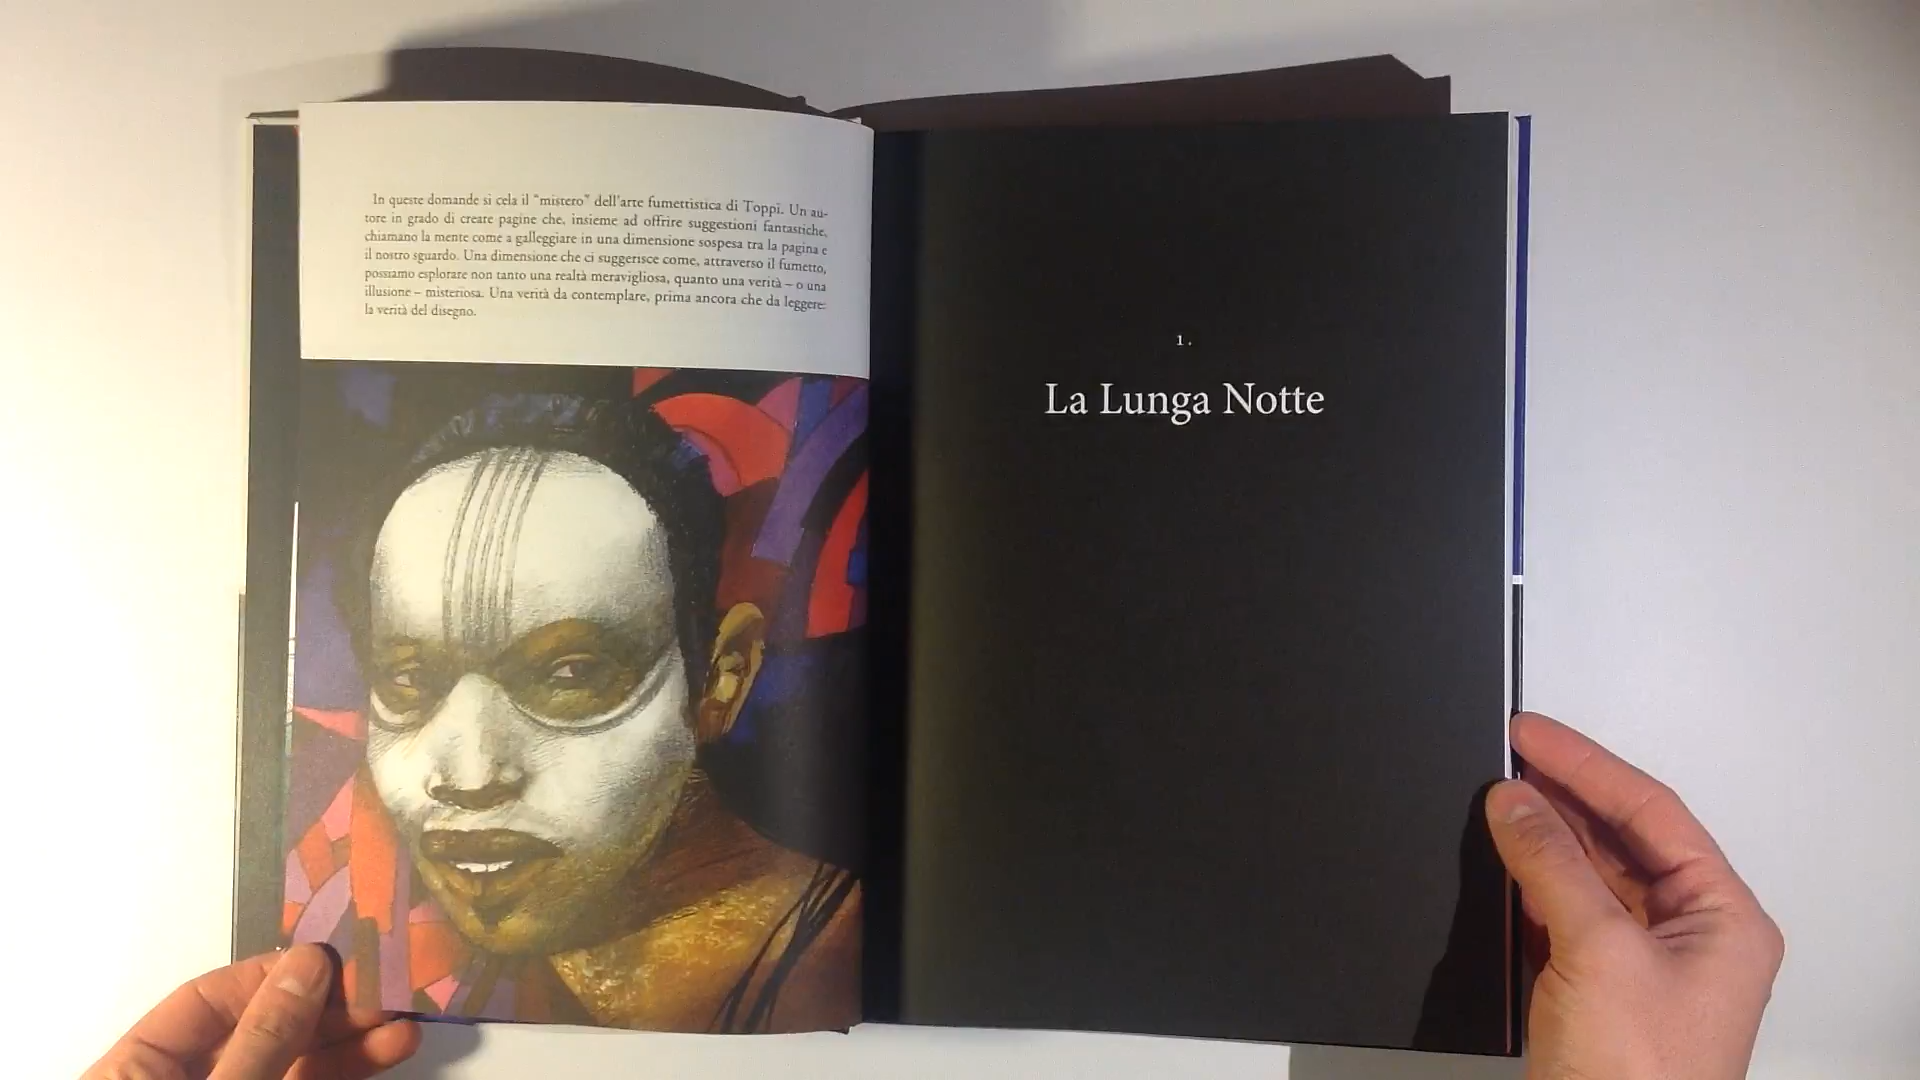 In queste domande si cela il "mistero" dell'arte fumettistica di Toppi. Un au-
tore in grado di creare pagine che, insieme ad offrire suggestioni fantastiche,
chiamano la mente come a galleggiare in una dimensione sospesa tra la pagina e
il nostro sguardo. Una dimensione che ci suggerisce come, attraverso il fumetto,
possiamo esplorare non tanto una realtà meravigliosa, quanto una verità – o una
illusione – misteriosa. Una verità da contemplare, prima ancora che da leggere:
la verità del disegno.
1.
La Lunga Notte